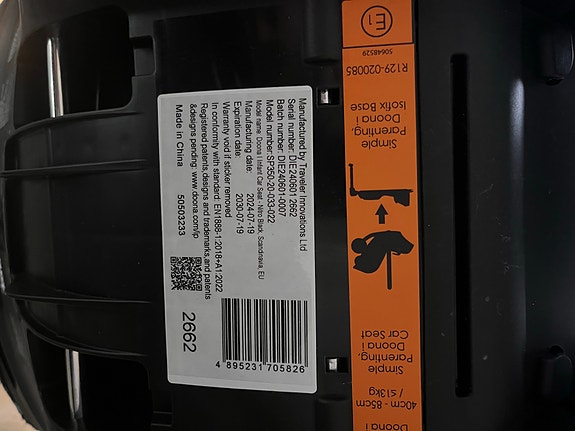 Manufactured by Traveler Innovations Ltd
Serial number: DIE240601 2662
Batch number: DIE240601-0007
Model number: SP350-20-033-022
Model name: Doona I Infant Car Seat - Nitro Black, Scandinavia, EU
Manufacturing date: 2024-07-19
Expiration date: 2030-07-19
Warranty void if sticker removed
In conformity with standard: EN1888-1:2018+A1:2022
Registered patents,designs and trademarks,and patents
&designs pending: www.doona.com/ip
Made in China 50503233
2662
4 895231 705826
Doona i
40cm - 85cm
/ ≤13kg
Simple
Parenting,
Doona i
Car Seat
Simple
Parenting,
Doona i
Isofix Base
R129-020085
50648529
E1